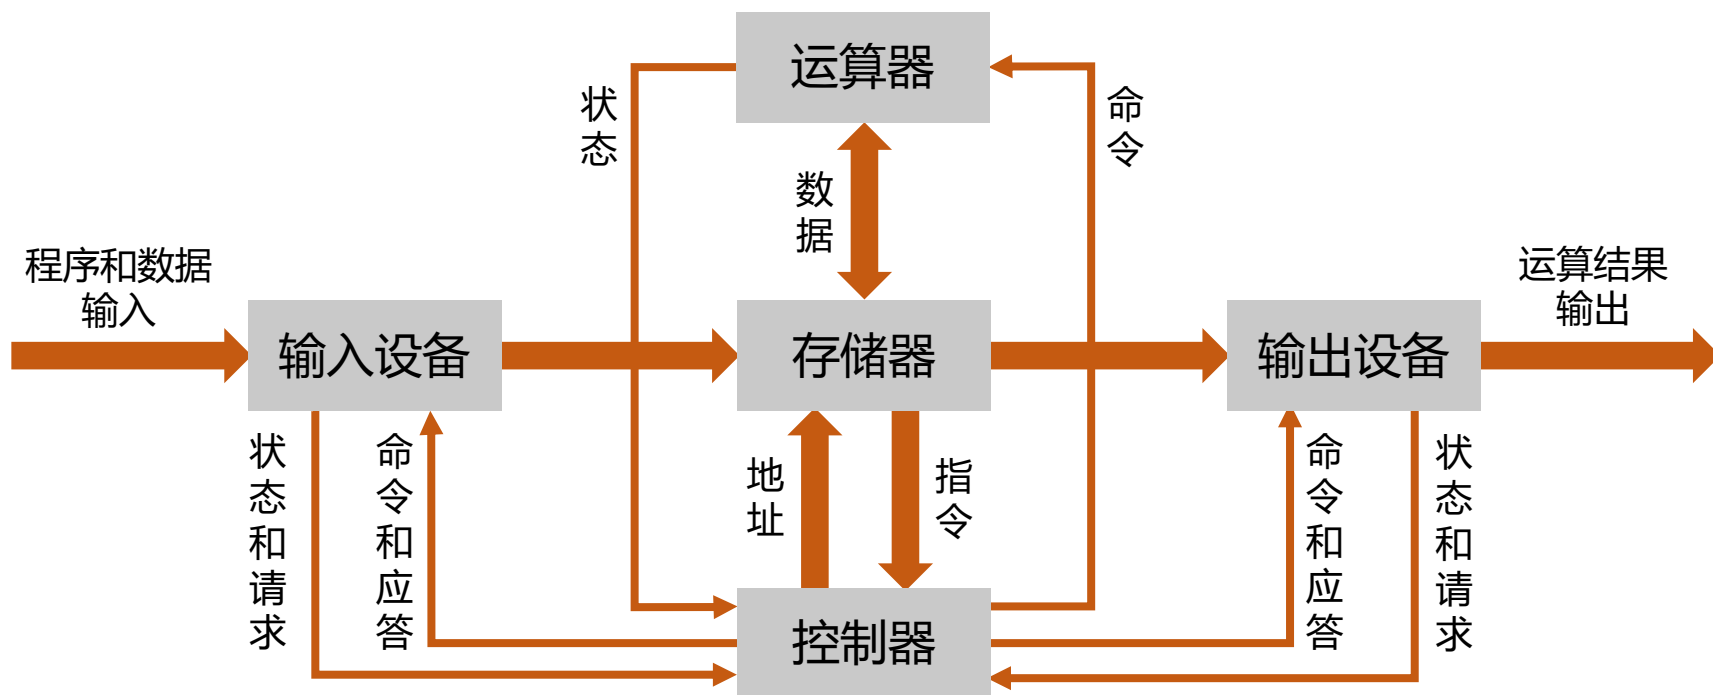 运算器
状态
命令
数据
程序和数据
输入
运算结果
输出
输入设备
存储器
输出设备
状态和请求
命令和应答
地址
指令
命令和应答
状态和请求
控制器